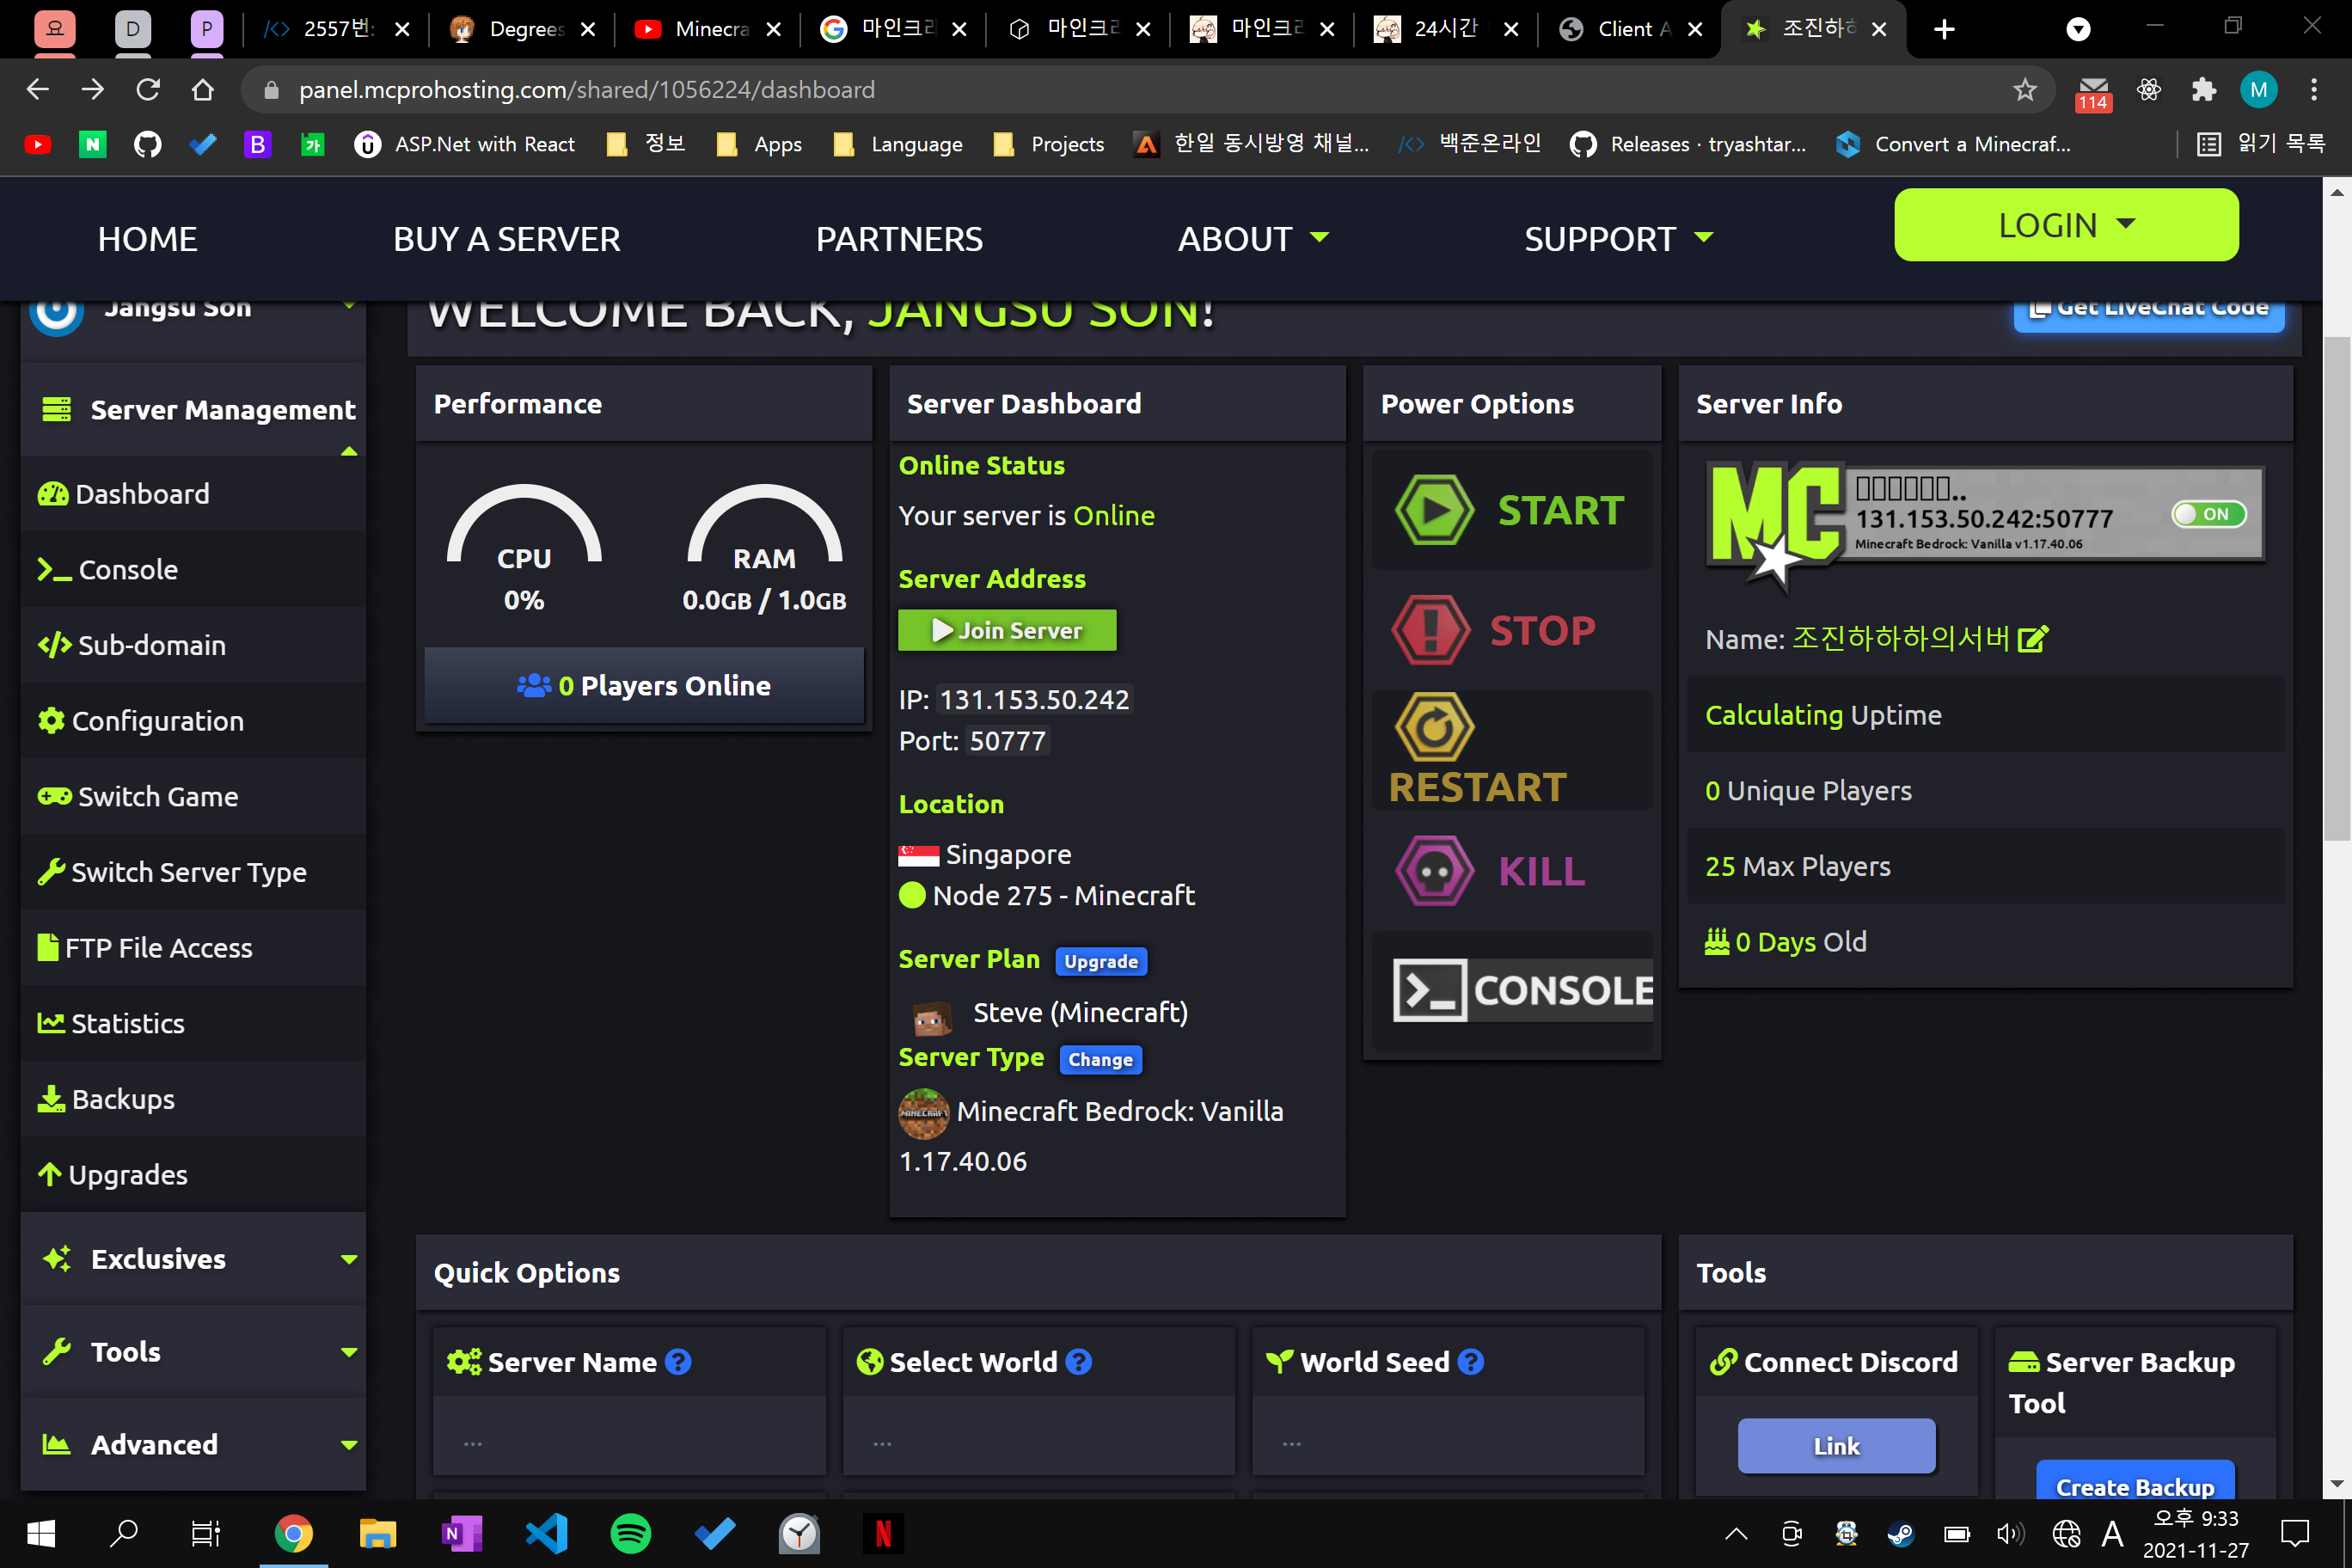 요
D
P
2557번:
Degrees
Minecra
마인크래
마인크래
마인크래
24시간
Client A
조진하하
panel.mcprohosting.com/shared/1056224/dashboard
114
M
N
B
가
ASP.Net with React
정보
Apps
Language
Projects
한일 동시방영 채널...
백준온라인
Releases · tryashtar...
Convert a Minecraf...
읽기 목록
HOME
BUY A SERVER
PARTNERS
ABOUT
SUPPORT
LOGIN
Jangsu Son
WELCOME BACK, JANGSU SON!
Get LiveChat Code
Server Management
Dashboard
Console
Sub-domain
Configuration
Switch Game
Switch Server Type
FTP File Access
Statistics
Backups
Upgrades
Exclusives
Tools
Advanced
Performance
CPU
0%
RAM
0.0GB / 1.0GB
0 Players Online
Server Dashboard
Online Status
Your server is Online
Server Address
Join Server
IP: 131.153.50.242
Port: 50777
Location
Singapore
Node 275 - Minecraft
Server Plan Upgrade
Steve (Minecraft)
Server Type Change
MINECRAFT
Minecraft Bedrock: Vanilla
1.17.40.06
Power Options
START
STOP
RESTART
KILL
CONSOLE
Server Info
MC
131.153.50.242:50777
Minecraft Bedrock: Vanilla v1.17.40.06
ON
Name: 조진하하하의서버
Calculating Uptime
0 Unique Players
25 Max Players
0 Days Old
Quick Options
Server Name ?
...
Select World ?
...
World Seed ?
...
Tools
Connect Discord
Link
Server Backup
Tool
Create Backup
N
N
A
오후 9:33
2021-11-27